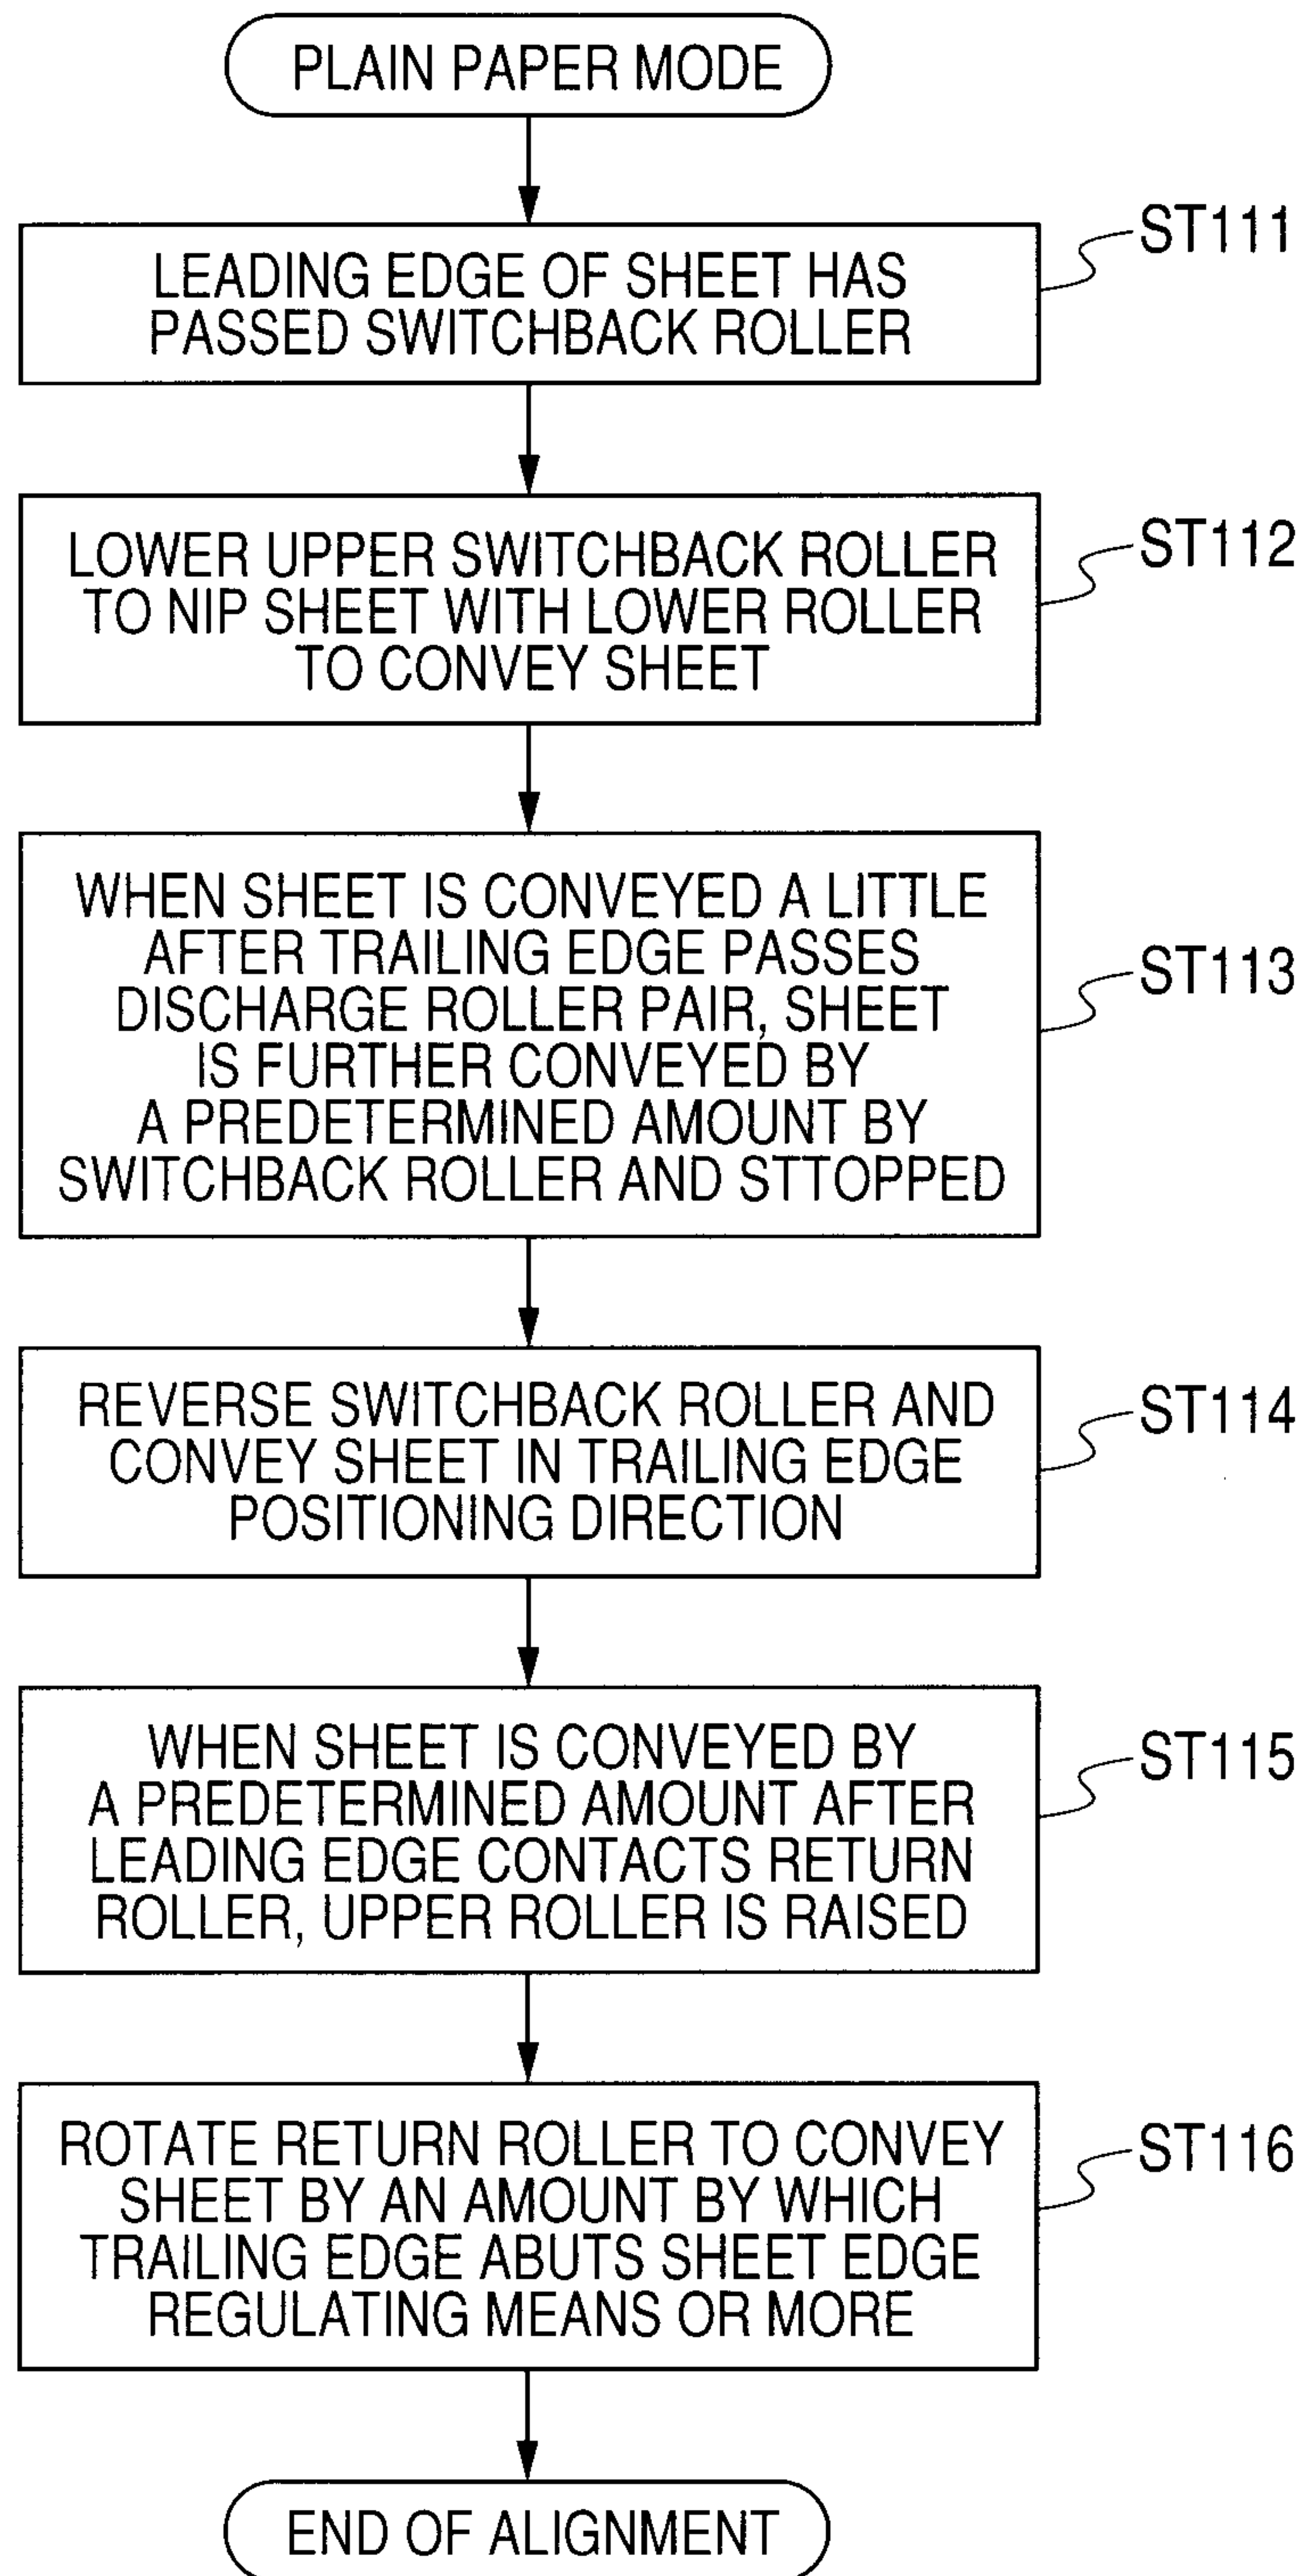 PLAIN PAPER MODE
LEADING EDGE OF SHEET HAS
PASSED SWITCHBACK ROLLER
ST111
LOWER UPPER SWITCHBACK ROLLER
TO NIP SHEET WITH LOWER ROLLER
TO CONVEY SHEET
ST112
WHEN SHEET IS CONVEYED A LITTLE
AFTER TRAILING EDGE PASSES
DISCHARGE ROLLER PAIR, SHEET
IS FURTHER CONVEYED BY
A PREDETERMINED AMOUNT BY
SWITCHBACK ROLLER AND STTOPPED
ST113
REVERSE SWITCHBACK ROLLER AND
CONVEY SHEET IN TRAILING EDGE
POSITIONING DIRECTION
ST114
WHEN SHEET IS CONVEYED BY
A PREDETERMINED AMOUNT AFTER
LEADING EDGE CONTACTS RETURN
ROLLER, UPPER ROLLER IS RAISED
ST115
ROTATE RETURN ROLLER TO CONVEY
SHEET BY AN AMOUNT BY WHICH
TRAILING EDGE ABUTS SHEET EDGE
REGULATING MEANS OR MORE
ST116
END OF ALIGNMENT